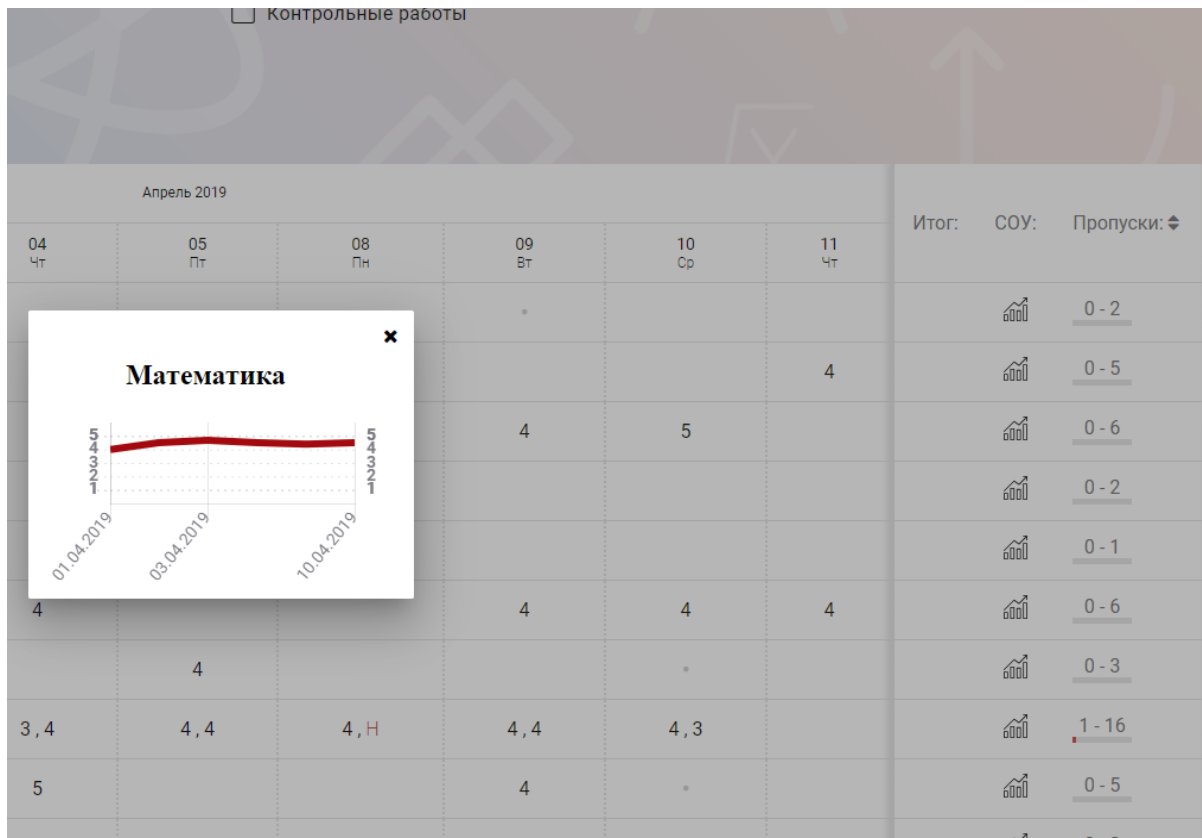 Контрольные работы
Апрель 2019
Итог: СОУ: Пропуски:
04 05 08 09 10 11
Чт Пт Пн Вт Ср Чт
0 - 2
Математика
4 0 - 5
5 5
4 4
3 3
2 2
1 1
4 5 0 - 6
0 - 2
01.04.2019 03.04.2019 10.04.2019
0 - 1
4 4 4 4 0 - 6
4 0 - 3
3 , 4 4 , 4 4 , Н 4 , 4 4 , 3 1 - 16
5 4 0 - 5